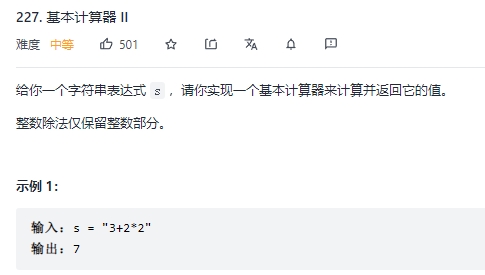 227. 基本计算器 II
难度 中等 501
给你一个字符串表达式 s ，请你实现一个基本计算器来计算并返回它的值。
整数除法仅保留整数部分。
示例 1：
输入：s = "3+2*2"
输出：7